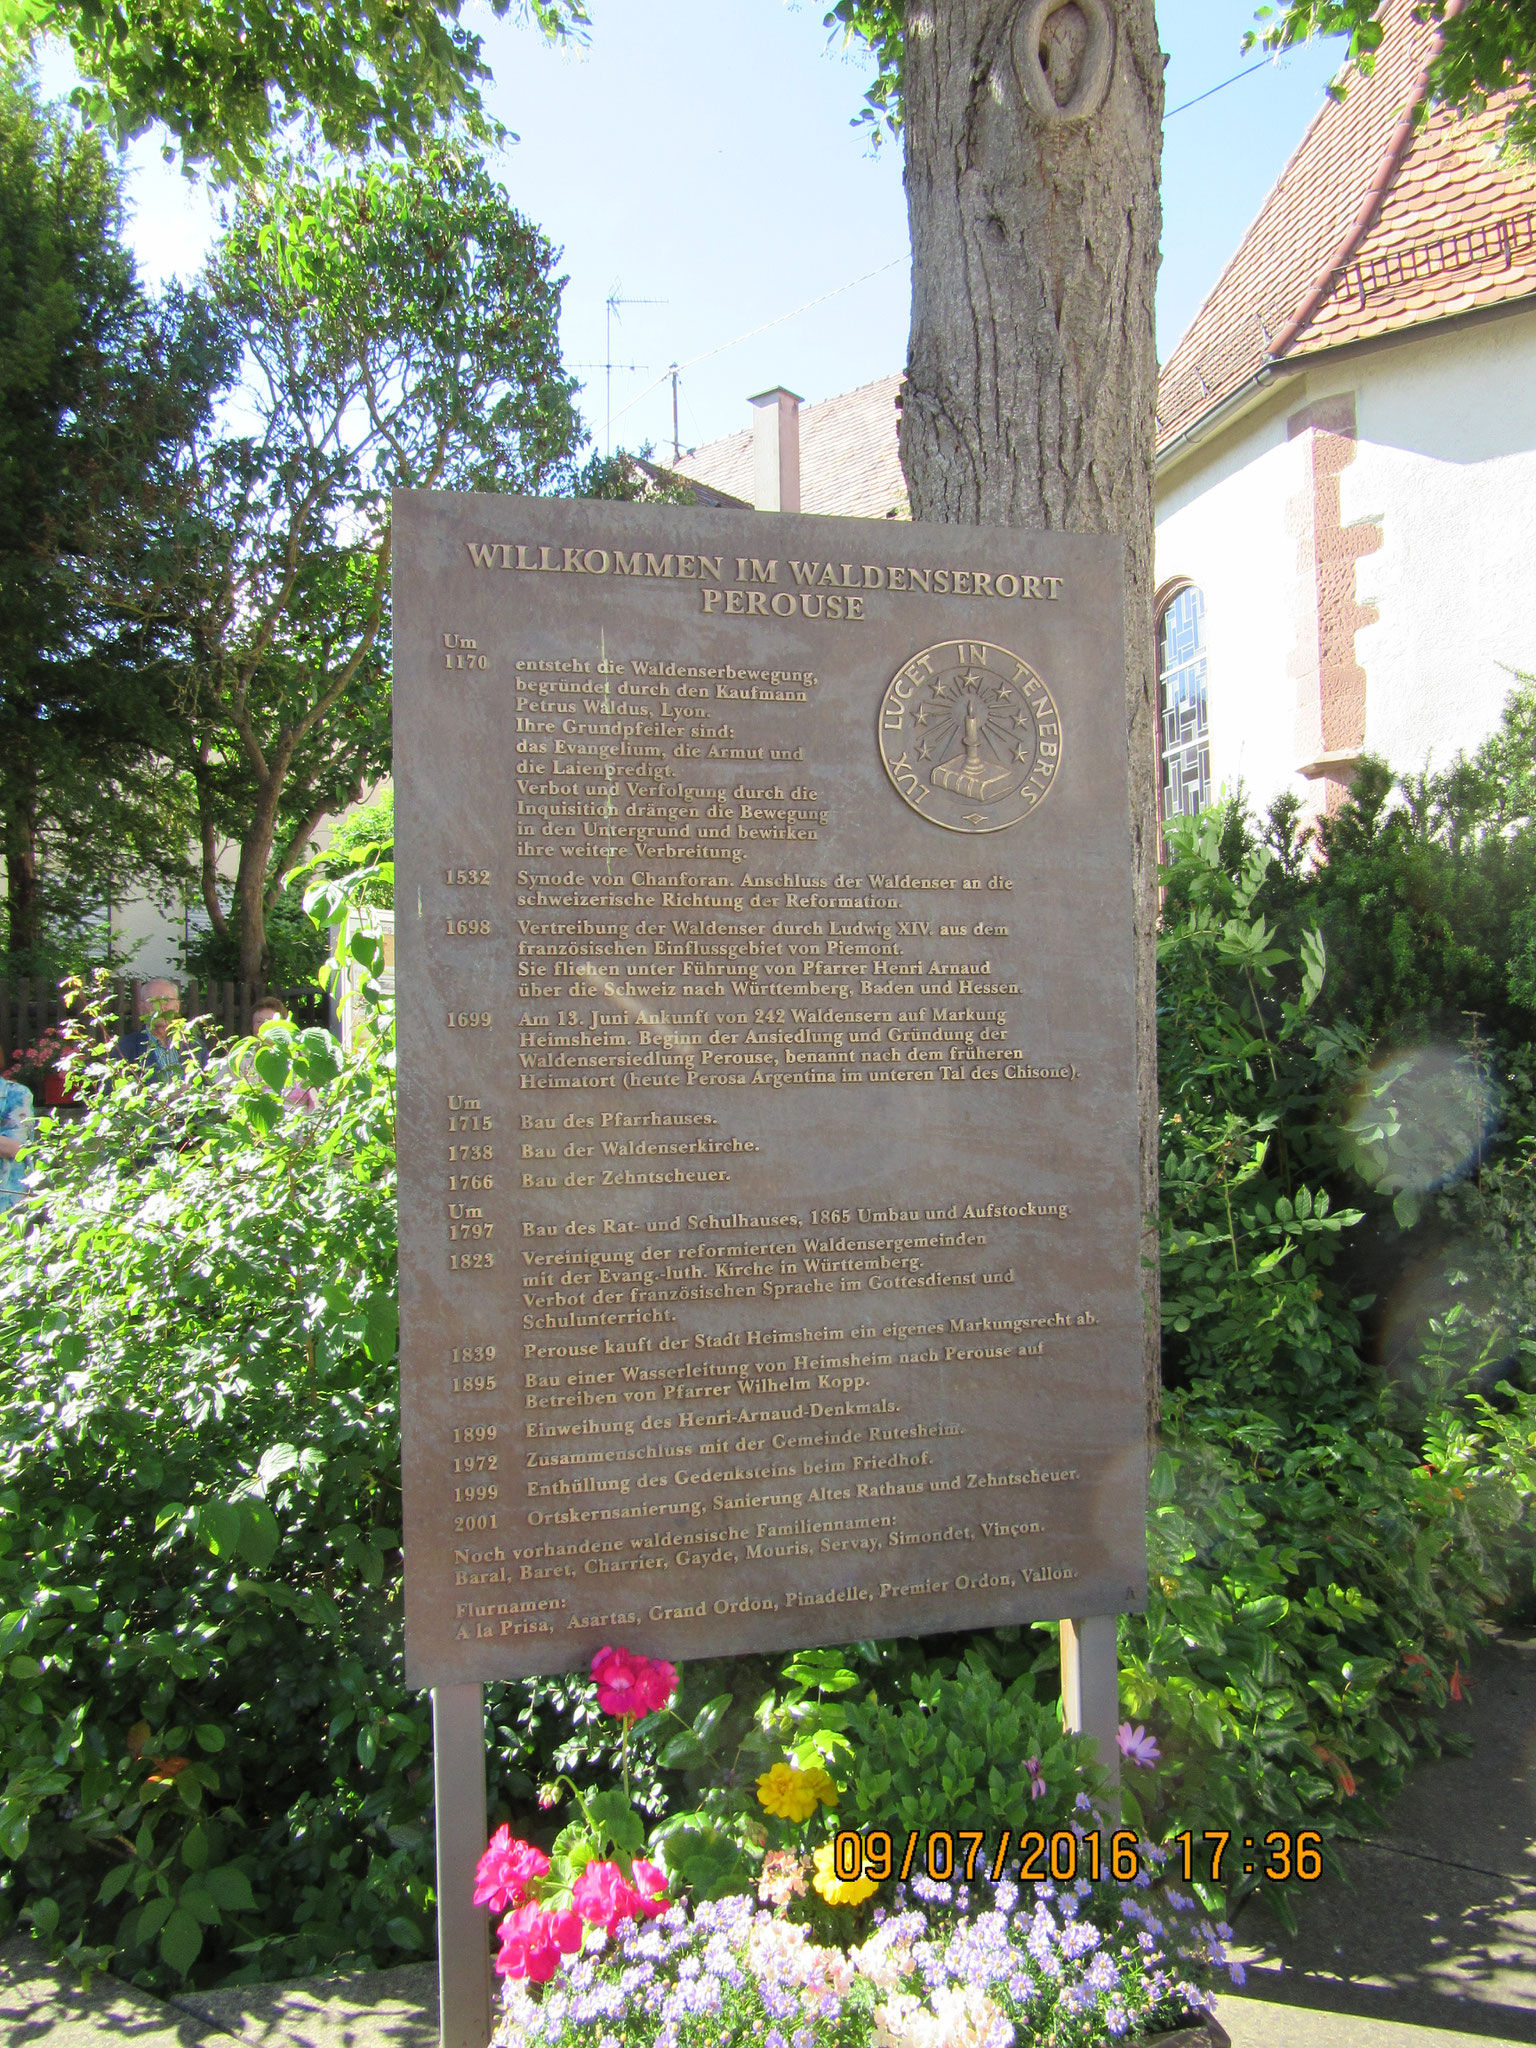 WILLKOMMEN IM WALDENSERORT
PEROUSE
Um
1170 entsteht die Waldenserbewegung,
begründet durch den Kaufmann
Petrus Waldus, Lyon.
Ihre Grundpfeiler sind:
das Evangelium, die Armut und
die Laienpredigt.
Verbot und Verfolgung durch die
Inquisition drängen die Bewegung
in den Untergrund und bewirken
ihre weitere Verbreitung.
LUX LUCET IN TENEBRIS
1532 Synode von Chanforan. Anschluss der Waldenser an die
schweizerische Richtung der Reformation.
1698 Vertreibung der Waldenser durch Ludwig XIV. aus dem
französischen Einflussgebiet von Piemont.
Sie fliehen unter Führung von Pfarrer Henri Arnaud
über die Schweiz nach Württemberg, Baden und Hessen.
1699 Am 13. Juni Ankunft von 242 Waldensern auf Markung
Heimsheim. Beginn der Ansiedlung und Gründung der
Waldensersiedlung Perouse, benannt nach dem früheren
Heimatort (heute Perosa Argentina im unteren Tal des Chisone).
Um
1715 Bau des Pfarrhauses.
1738 Bau der Waldenserkirche.
1766 Bau der Zehntscheuer.
Um
1797 Bau des Rat- und Schulhauses, 1865 Umbau und Aufstockung.
1823 Vereinigung der reformierten Waldensergemeinden
mit der Evang.-luth. Kirche in Württemberg.
Verbot der französischen Sprache im Gottesdienst und
Schulunterricht.
1839 Perouse kauft der Stadt Heimsheim ein eigenes Markungsrecht ab.
1895 Bau einer Wasserleitung von Heimsheim nach Perouse auf
Betreiben von Pfarrer Wilhelm Kopp.
1899 Einweihung des Henri-Arnaud-Denkmals.
1972 Zusammenschluss mit der Gemeinde Rutesheim.
1999 Enthüllung des Gedenksteins beim Friedhof.
2001 Ortskernsanierung, Sanierung Altes Rathaus und Zehntscheuer.
Noch vorhandene waldensische Familiennamen:
Baral, Baret, Charrier, Gayde, Mouris, Servay, Simondet, Vinçon.
Flurnamen:
A la Prisa, Asartas, Grand Ordon, Pinadelle, Premier Ordon, Vallon.
A
09/07/2016 17:36